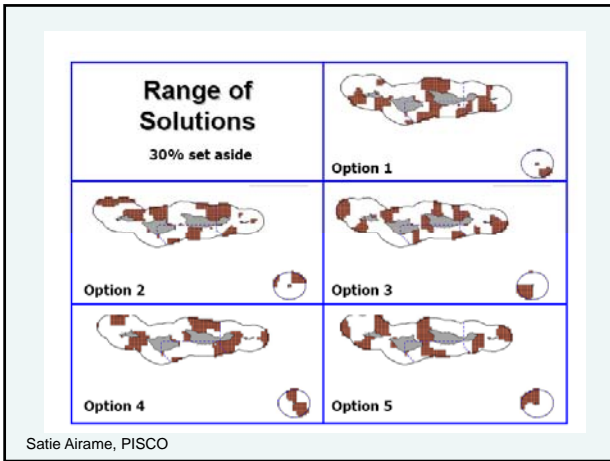 Range of
Solutions
30% set aside
Option 1
Option 2
Option 3
Option 4
Option 5
Satie Airame, PISCO